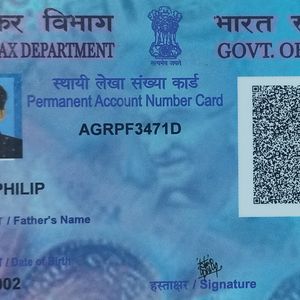 कर विभाग भारत स
AX DEPARTMENT GOVT. OF
सत्यमेव जयते
स्थायी लेखा संख्या कार्ड
Permanent Account Number Card
AGRPF3471D
PHILIP
/ Father's Name
/ Date of Birth
002
हस्ताक्षर / Signature